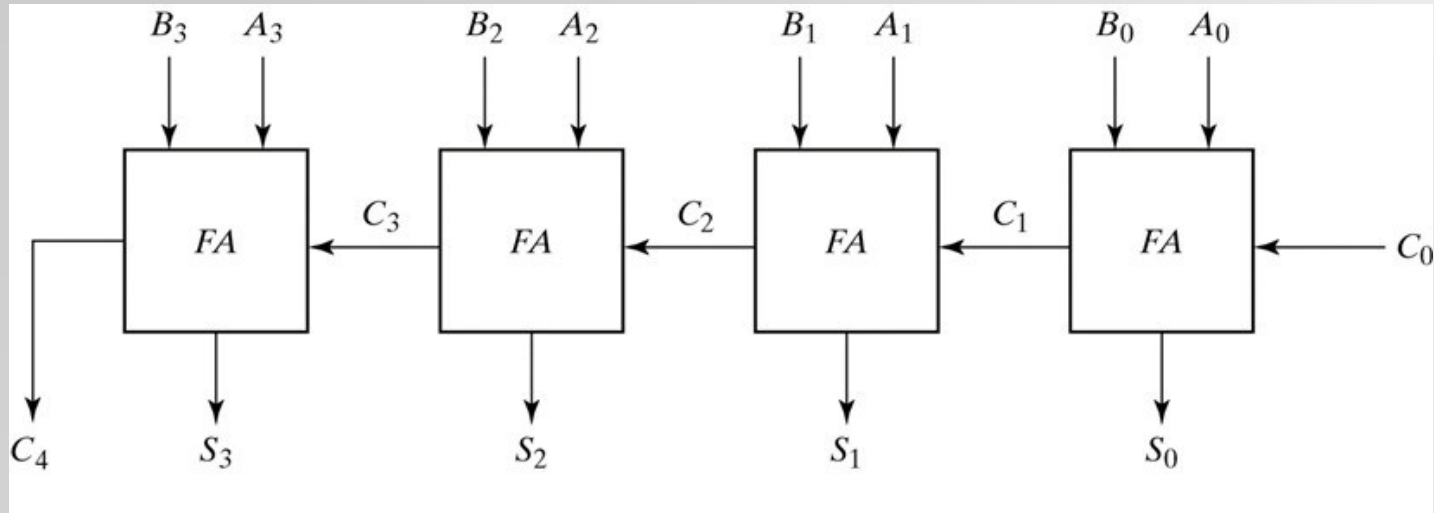 B₃ A₃ B₂ A₂ B₁ A₁ B₀ A₀
C₃ C₂ C₁
FA FA FA FA C₀
C₄ S₃ S₂ S₁ S₀